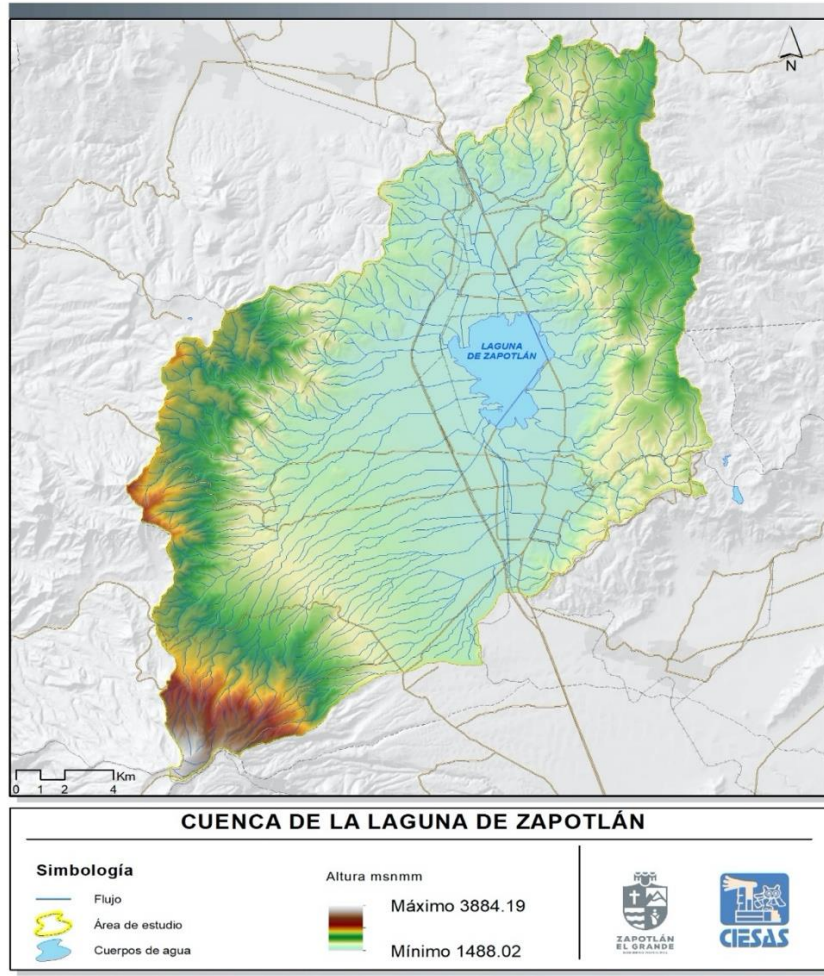 N
LAGUNA
DE ZAPOTLÁN
Km
0 1 2 4
CUENCA DE LA LAGUNA DE ZAPOTLÁN
Simbología
Flujo
Área de estudio
Cuerpos de agua
Altura msnmm
Máximo 3884.19
Mínimo 1488.02
ZAPOTLÁN
EL GRANDE
CIESAS